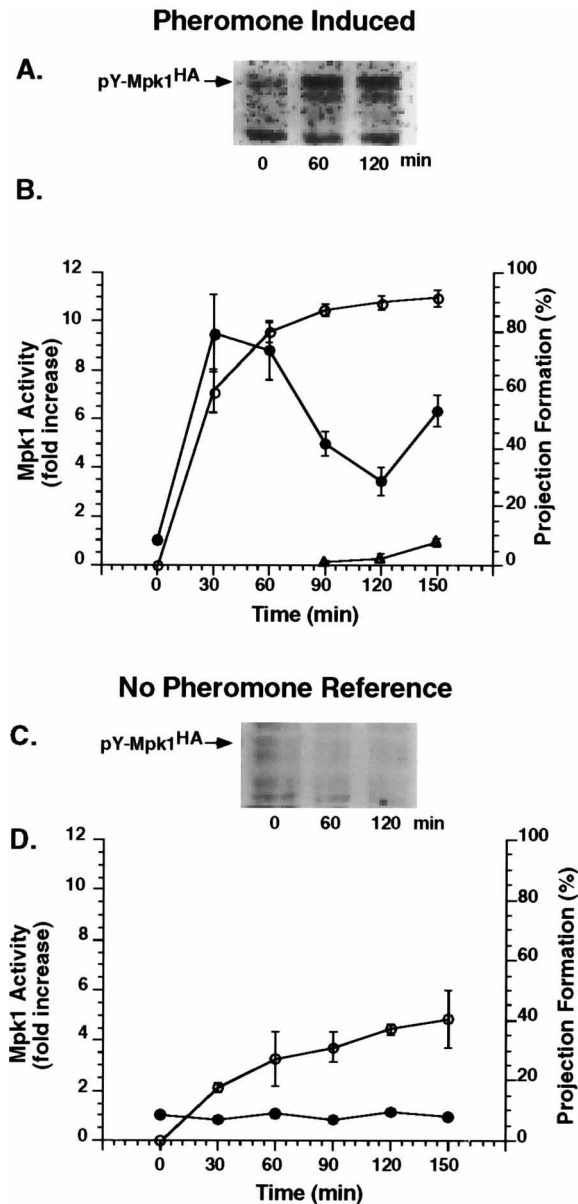 Pheromone Induced
A.
pY-Mpk1HA
0 60 120 min
B.
12
10
8
6
4
2
0
Mpk1 Activity
(fold increase)
100
80
60
40
20
0
Projection Formation (%)
0 30 60 90 120 150
Time (min)
No Pheromone Reference
C.
pY-Mpk1HA
0 60 120 min
D.
12
10
8
6
4
2
0
Mpk1 Activity
(fold increase)
100
80
60
40
20
0
Projection Formation (%)
0 30 60 90 120 150
Time (min)